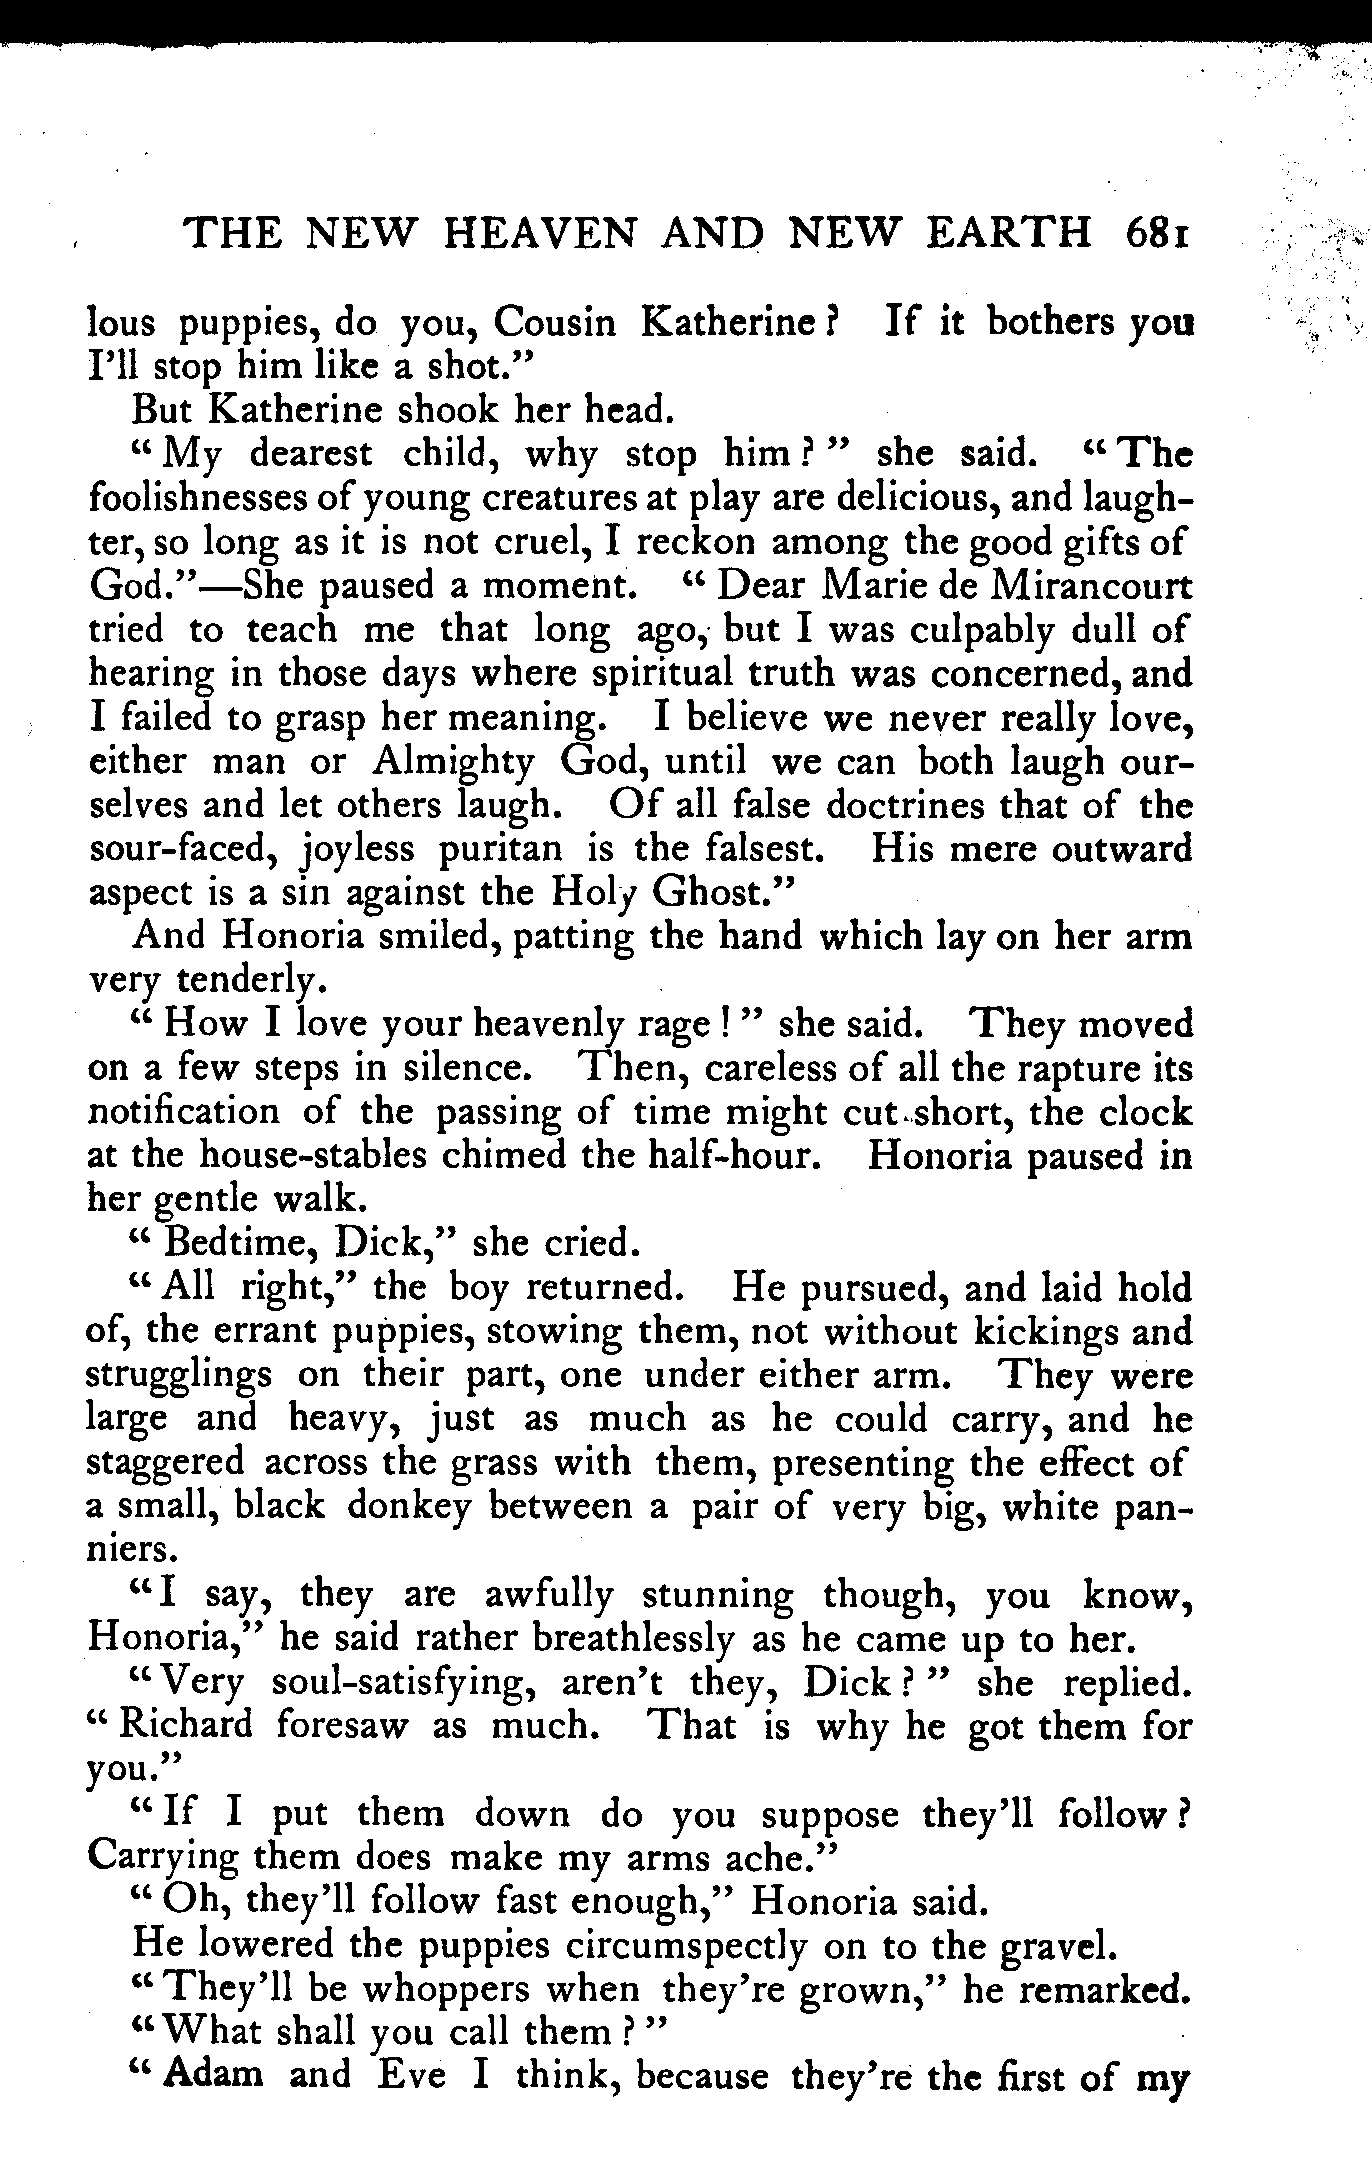 THE NEW HEAVEN AND NEW EARTH 681
lous puppies, do you, Cousin Katherine? If it bothers you
I'll stop him like a shot."
But Katherine shook her head.
"My dearest child, why stop him?" she said. "The
foolishnesses of young creatures at play are delicious, and laugh-
ter, so long as it is not cruel, I reckon among the good gifts of
God."—She paused a moment. "Dear Marie de Mirancourt
tried to teach me that long ago, but I was culpably dull of
hearing in those days where spiritual truth was concerned, and
I failed to grasp her meaning. I believe we never really love,
either man or Almighty God, until we can both laugh our-
selves and let others laugh. Of all false doctrines that of the
sour-faced, joyless puritan is the falsest. His mere outward
aspect is a sin against the Holy Ghost."
And Honoria smiled, patting the hand which lay on her arm
very tenderly.
"How I love your heavenly rage!" she said. They moved
on a few steps in silence. Then, careless of all the rapture its
notification of the passing of time might cut short, the clock
at the house-stables chimed the half-hour. Honoria paused in
her gentle walk.
"Bedtime, Dick," she cried.
"All right," the boy returned. He pursued, and laid hold
of, the errant puppies, stowing them, not without kickings and
strugglings on their part, one under either arm. They were
large and heavy, just as much as he could carry, and he
staggered across the grass with them, presenting the effect of
a small, black donkey between a pair of very big, white pan-
niers.
"I say, they are awfully stunning though, you know,
Honoria," he said rather breathlessly as he came up to her.
"Very soul-satisfying, aren't they, Dick?" she replied.
"Richard foresaw as much. That is why he got them for
you."
"If I put them down do you suppose they'll follow?
Carrying them does make my arms ache."
"Oh, they'll follow fast enough," Honoria said.
He lowered the puppies circumspectly on to the gravel.
"They'll be whoppers when they're grown," he remarked.
"What shall you call them?"
"Adam and Eve I think, because they're the first of my